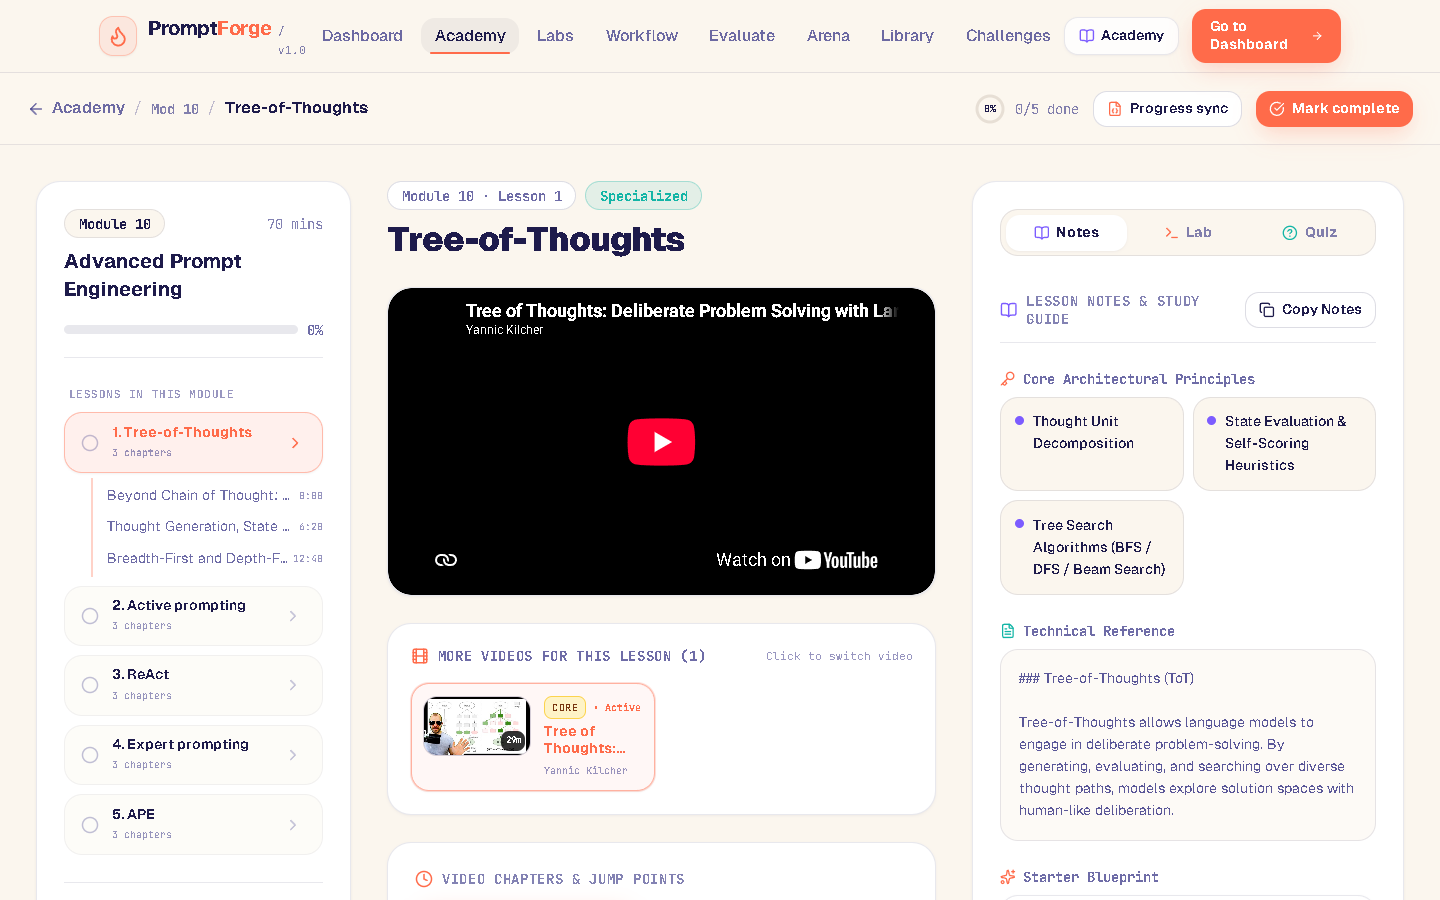 PromptForge / v1.0
Dashboard
Academy
Labs
Workflow
Evaluate
Arena
Library
Challenges
Academy
Go to
Dashboard
Academy / Mod 10 / Tree-of-Thoughts
0%
0/5 done
Progress sync
Mark complete
Module 10
70 mins
Advanced Prompt
Engineering
0%
LESSONS IN THIS MODULE
1. Tree-of-Thoughts
3 chapters
Beyond Chain of Thought: … 0:00
Thought Generation, State … 6:20
Breadth-First and Depth-F… 12:40
2. Active prompting
3 chapters
3. ReAct
3 chapters
4. Expert prompting
3 chapters
5. APE
3 chapters
Module 10 · Lesson 1
Specialized
Tree-of-Thoughts
Tree of Thoughts: Deliberate Problem Solving with Lan
Yannic Kilcher
Watch on YouTube
MORE VIDEOS FOR THIS LESSON (1)
Click to switch video
29m
CORE
• Active
Tree of
Thoughts:…
Yannic Kilcher
VIDEO CHAPTERS & JUMP POINTS
Notes
Lab
Quiz
LESSON NOTES & STUDY
GUIDE
Copy Notes
Core Architectural Principles
Thought Unit
Decomposition
State Evaluation &
Self-Scoring
Heuristics
Tree Search
Algorithms (BFS /
DFS / Beam Search)
Technical Reference
### Tree-of-Thoughts (ToT)
Tree-of-Thoughts allows language models to
engage in deliberate problem-solving. By
generating, evaluating, and searching over diverse
thought paths, models explore solution spaces with
human-like deliberation.
Starter Blueprint